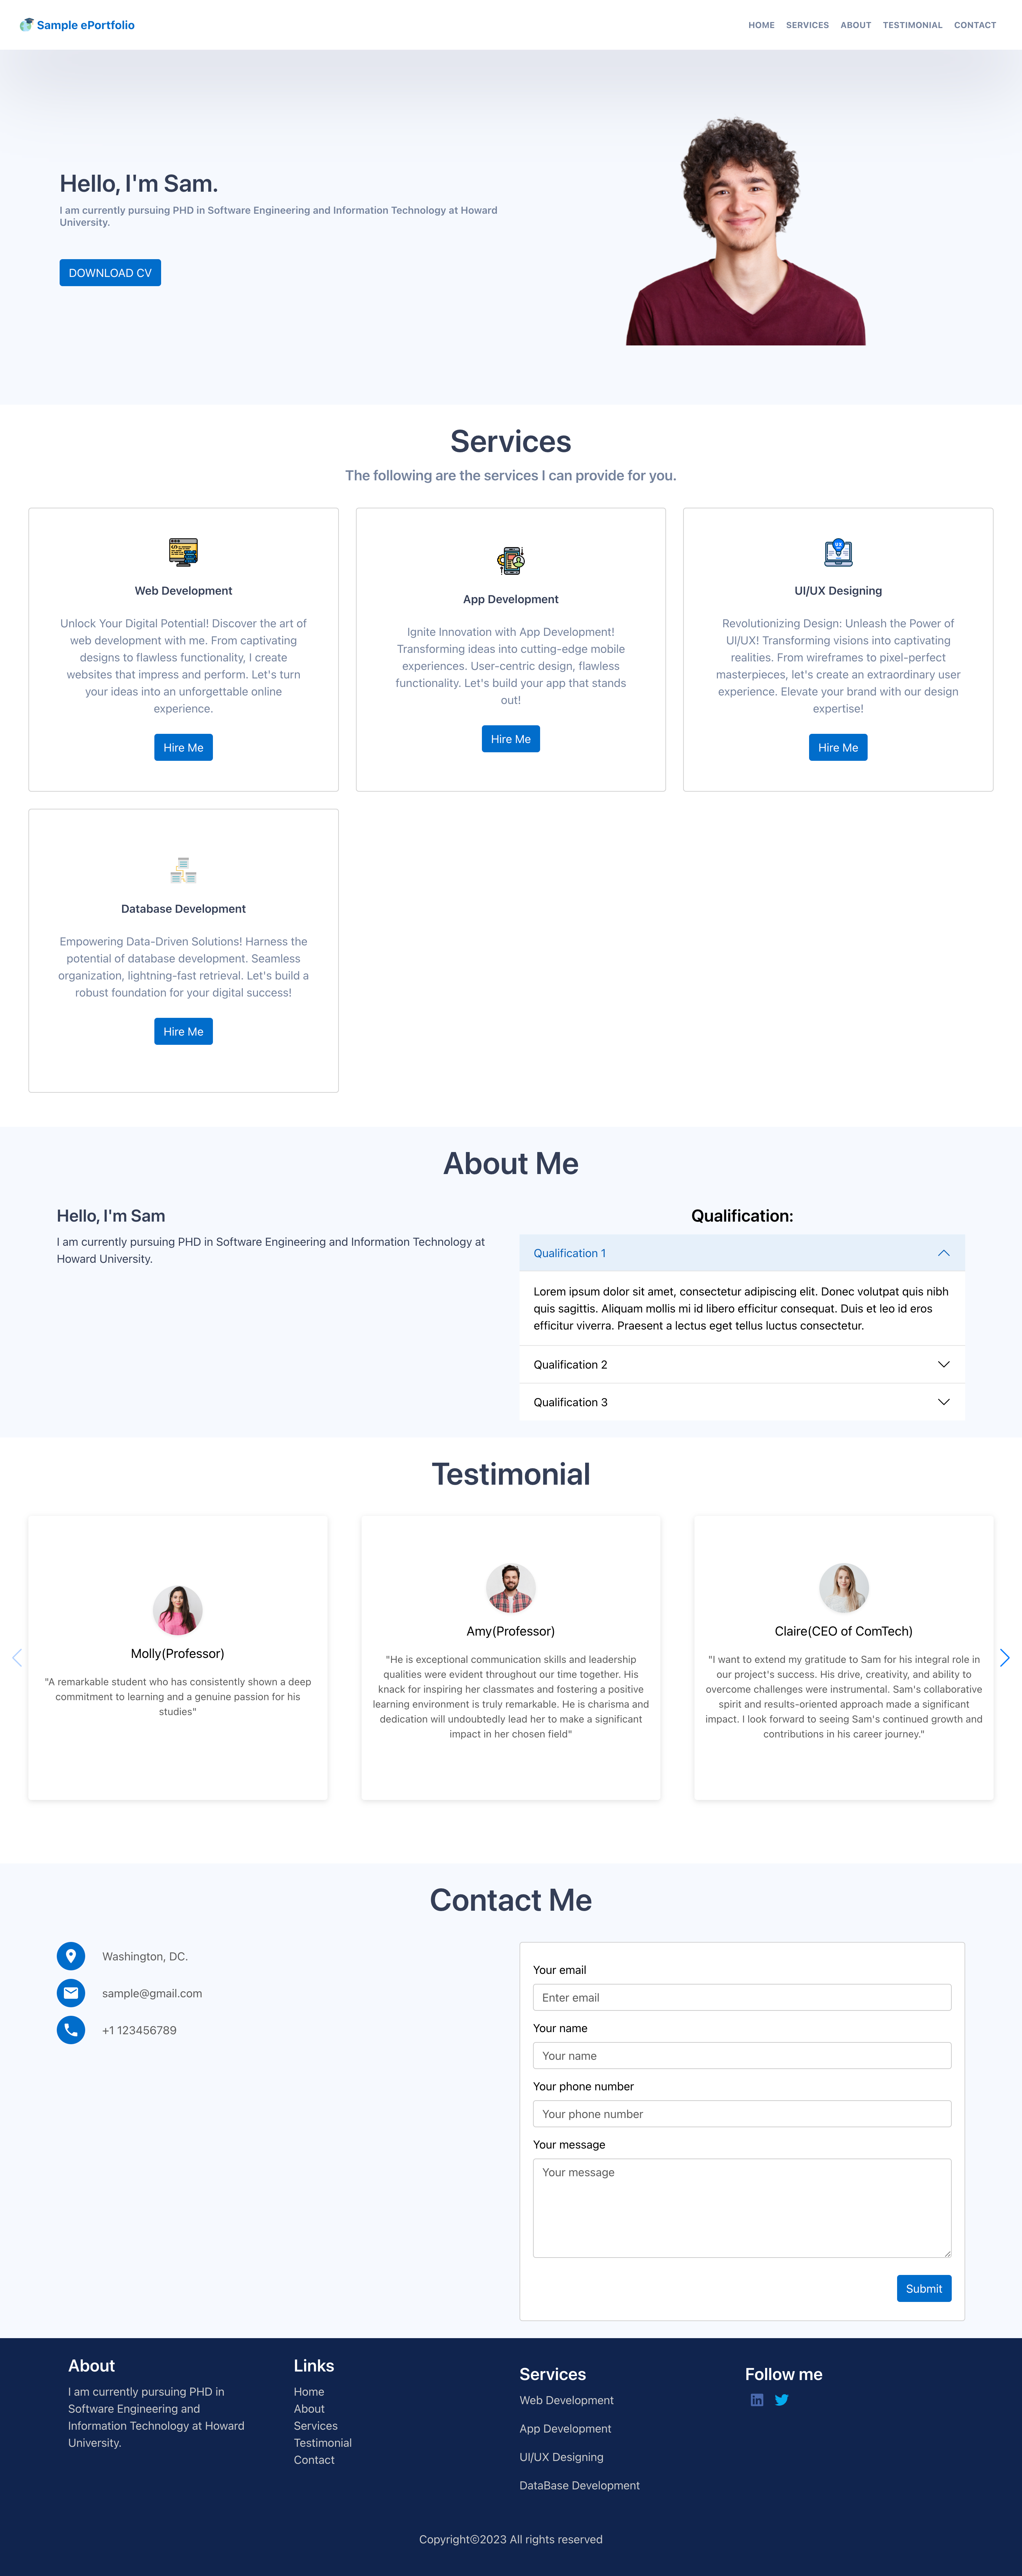 Sample ePortfolio
HOME SERVICES ABOUT TESTIMONIAL CONTACT
Hello, I'm Sam.
I am currently pursuing PHD in Software Engineering and Information Technology at Howard
University.
DOWNLOAD CV
Services
The following are the services I can provide for you.
Web Development
Unlock Your Digital Potential! Discover the art of
web development with me. From captivating
designs to flawless functionality, I create
websites that impress and perform. Let's turn
your ideas into an unforgettable online
experience.
Hire Me
App Development
Ignite Innovation with App Development!
Transforming ideas into cutting-edge mobile
experiences. User-centric design, flawless
functionality. Let's build your app that stands
out!
Hire Me
UX
UI/UX Designing
Revolutionizing Design: Unleash the Power of
UI/UX! Transforming visions into captivating
realities. From wireframes to pixel-perfect
masterpieces, let's create an extraordinary user
experience. Elevate your brand with our design
expertise!
Hire Me
Database Development
Empowering Data-Driven Solutions! Harness the
potential of database development. Seamless
organization, lightning-fast retrieval. Let's build a
robust foundation for your digital success!
Hire Me
About Me
Hello, I'm Sam
I am currently pursuing PHD in Software Engineering and Information Technology at
Howard University.
Qualification:
Qualification 1
Lorem ipsum dolor sit amet, consectetur adipiscing elit. Donec volutpat quis nibh
quis sagittis. Aliquam mollis mi id libero efficitur consequat. Duis et leo id eros
efficitur viverra. Praesent a lectus eget tellus luctus consectetur.
Qualification 2
Qualification 3
Testimonial
Molly(Professor)
"A remarkable student who has consistently shown a deep
commitment to learning and a genuine passion for his
studies"
Amy(Professor)
"He is exceptional communication skills and leadership
qualities were evident throughout our time together. His
knack for inspiring her classmates and fostering a positive
learning environment is truly remarkable. He is charisma and
dedication will undoubtedly lead her to make a significant
impact in her chosen field"
Claire(CEO of ComTech)
"I want to extend my gratitude to Sam for his integral role in
our project's success. His drive, creativity, and ability to
overcome challenges were instrumental. Sam's collaborative
spirit and results-oriented approach made a significant
impact. I look forward to seeing Sam's continued growth and
contributions in his career journey."
Contact Me
Washington, DC.
sample@gmail.com
+1 123456789
Your email
Enter email
Your name
Your name
Your phone number
Your phone number
Your message
Your message
Submit
About
I am currently pursuing PHD in
Software Engineering and
Information Technology at Howard
University.
Links
Home
About
Services
Testimonial
Contact
Services
Web Development
App Development
UI/UX Designing
DataBase Development
Follow me
Copyright©2023 All rights reserved